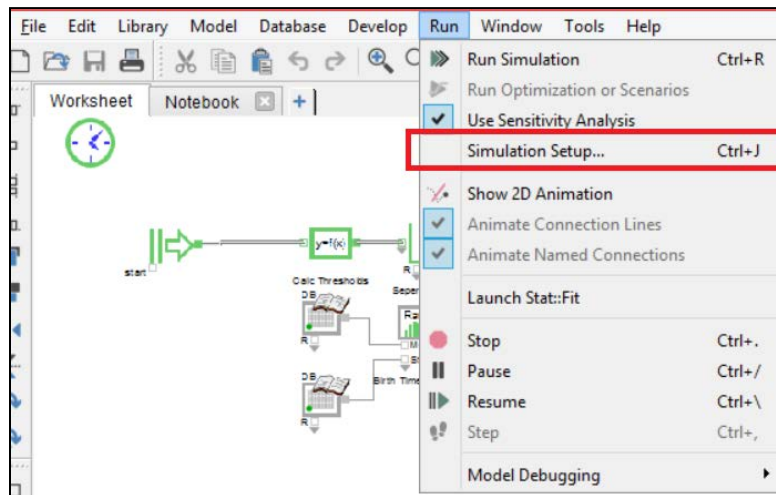 File Edit Library Model Database Develop Run Window Tools Help
Worksheet Notebook +
Run Simulation Ctrl+R
Run Optimization or Scenarios
Use Sensitivity Analysis
Simulation Setup... Ctrl+J
Show 2D Animation
Animate Connection Lines
Animate Named Connections
Launch Stat::Fit
Stop Ctrl+.
Pause Ctrl+/
Resume Ctrl+\
Step Ctrl+,
Model Debugging
start
y=f(x)
Calc Thresholds
DB
R
DB
R
R
Birth Time